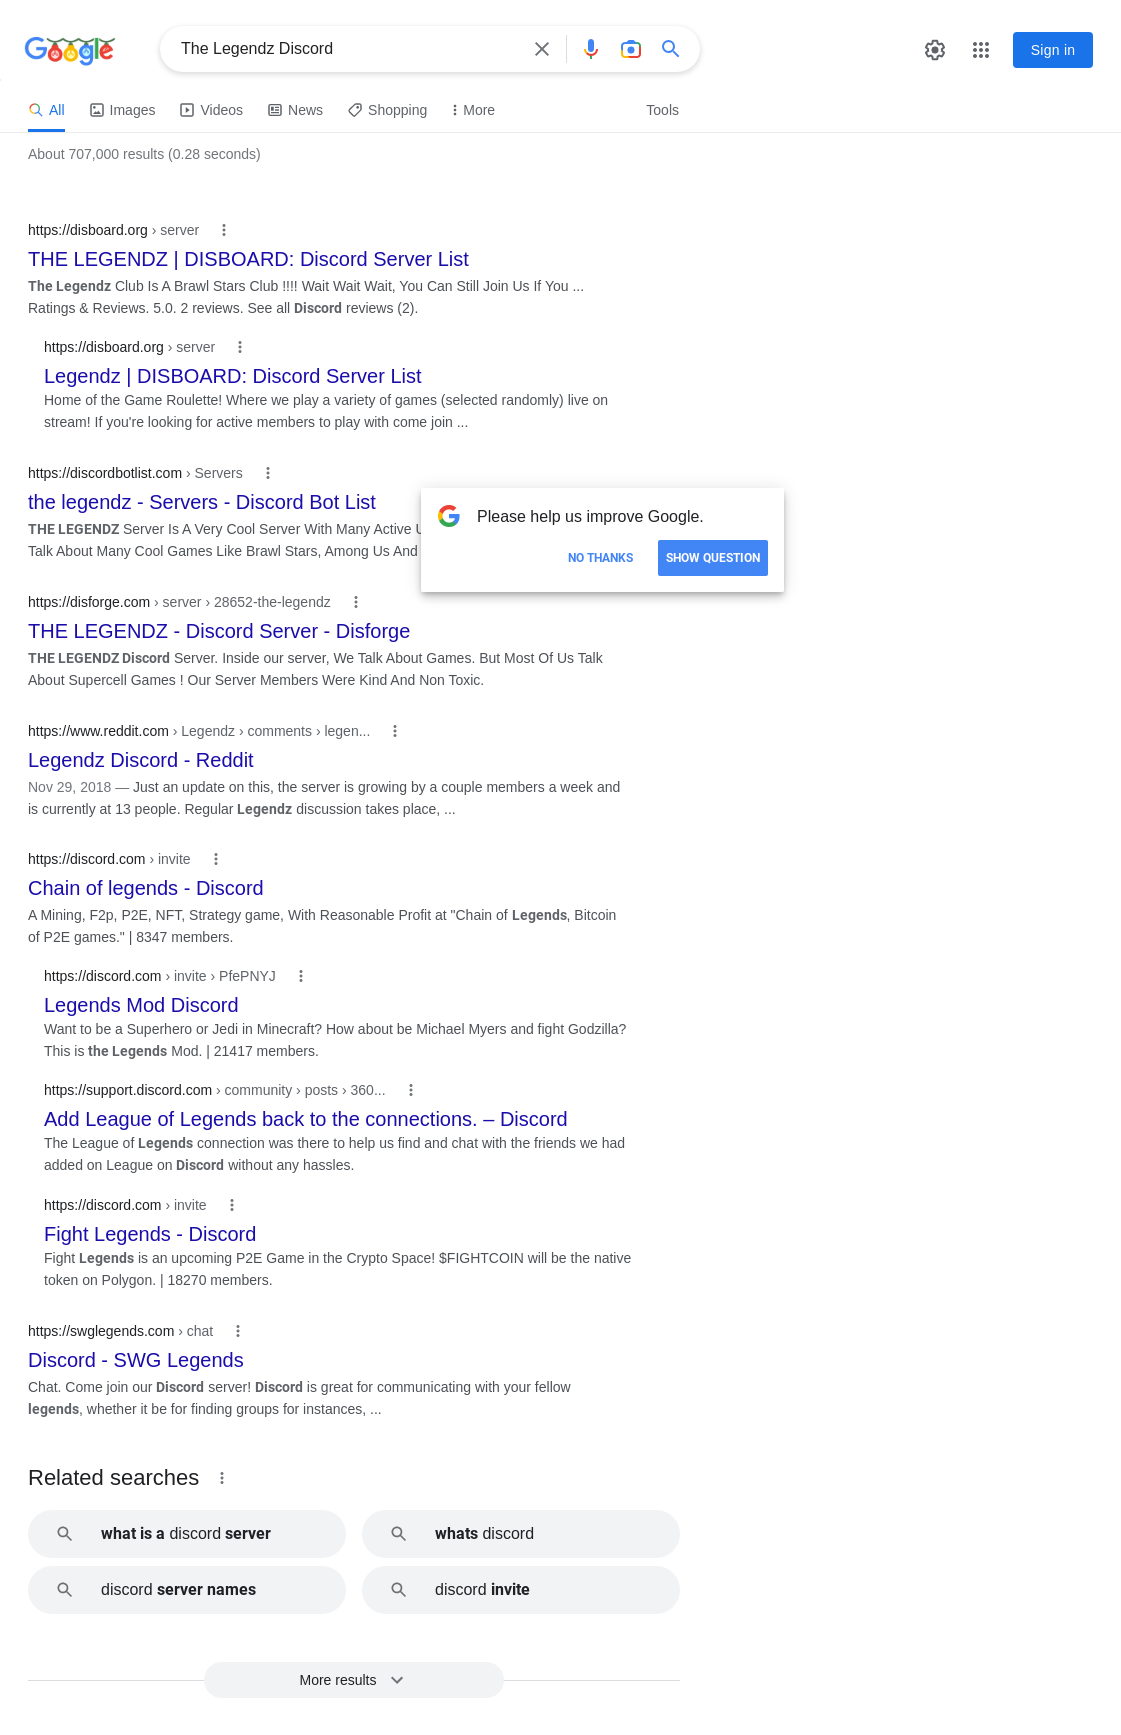 Google
The Legendz Discord
Sign in
All
Images
Videos
News
Shopping
More
Tools
About 707,000 results (0.28 seconds)
https://disboard.org › server
THE LEGENDZ | DISBOARD: Discord Server List
The Legendz Club Is A Brawl Stars Club !!!! Wait Wait Wait, You Can Still Join Us If You ...
Ratings & Reviews. 5.0. 2 reviews. See all Discord reviews (2).
https://disboard.org › server
Legendz | DISBOARD: Discord Server List
Home of the Game Roulette! Where we play a variety of games (selected randomly) live on
stream! If you're looking for active members to play with come join ...
https://discordbotlist.com › Servers
the legendz - Servers - Discord Bot List
THE LEGENDZ Server Is A Very Cool Server With Many Active
Talk About Many Cool Games Like Brawl Stars, Among Us And
Please help us improve Google.
NO THANKS
SHOW QUESTION
https://disforge.com › server › 28652-the-legendz
THE LEGENDZ - Discord Server - Disforge
THE LEGENDZ Discord Server. Inside our server, We Talk About Games. But Most Of Us Talk
About Supercell Games ! Our Server Members Were Kind And Non Toxic.
https://www.reddit.com › Legendz › comments › legen...
Legendz Discord - Reddit
Nov 29, 2018 — Just an update on this, the server is growing by a couple members a week and
is currently at 13 people. Regular Legendz discussion takes place, ...
https://discord.com › invite
Chain of legends - Discord
A Mining, F2p, P2E, NFT, Strategy game, With Reasonable Profit at "Chain of Legends, Bitcoin
of P2E games." | 8347 members.
https://discord.com › invite › PfePNYJ
Legends Mod Discord
Want to be a Superhero or Jedi in Minecraft? How about be Michael Myers and fight Godzilla?
This is the Legends Mod. | 21417 members.
https://support.discord.com › community › posts › 360...
Add League of Legends back to the connections. – Discord
The League of Legends connection was there to help us find and chat with the friends we had
added on League on Discord without any hassles.
https://discord.com › invite
Fight Legends - Discord
Fight Legends is an upcoming P2E Game in the Crypto Space! $FIGHTCOIN will be the native
token on Polygon. | 18270 members.
https://swglegends.com › chat
Discord - SWG Legends
Chat. Come join our Discord server! Discord is great for communicating with your fellow
legends, whether it be for finding groups for instances, ...
Related searches
what is a discord server
whats discord
discord server names
discord invite
More results